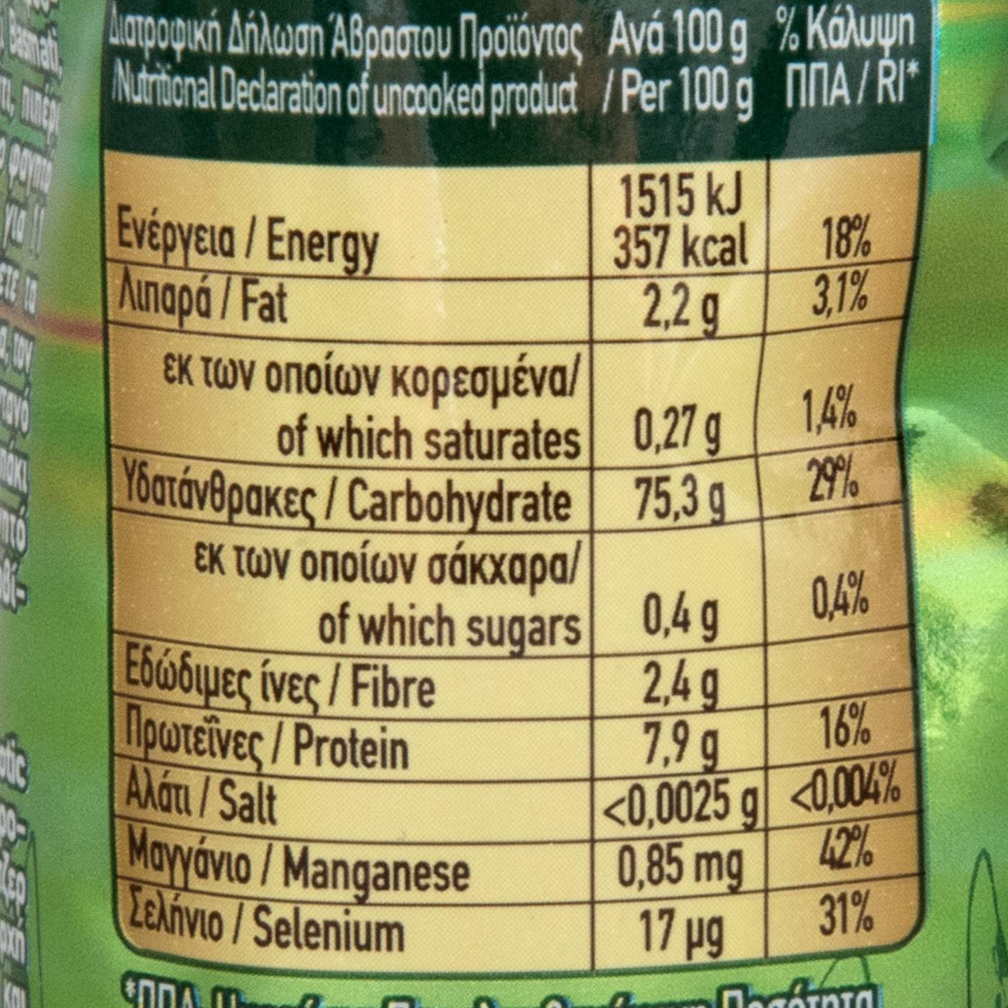 Διατροφική Δήλωση Άβραστου Προϊόντος Ανά 100 g % Κάλυψη
/Nutritional Declaration of uncooked product / Per 100 g ΠΠΑ / RI*
1515 kJ
Ενέργεια / Energy 357 kcal 18%
Λιπαρά / Fat 2,2 g 3,1%
εκ των οποίων κορεσμένα/
of which saturates 0,27 g 1,4%
Υδατάνθρακες / Carbohydrate 75,3 g 29%
εκ των οποίων σάκχαρα/
of which sugars 0,4 g 0,4%
Εδώδιμες ίνες / Fibre 2,4 g
Πρωτεΐνες / Protein 7,9 g 16%
Αλάτι / Salt <0,0025 g <0,004%
Μαγγάνιο / Manganese 0,85 mg 42%
Σελήνιο / Selenium 17 μg 31%